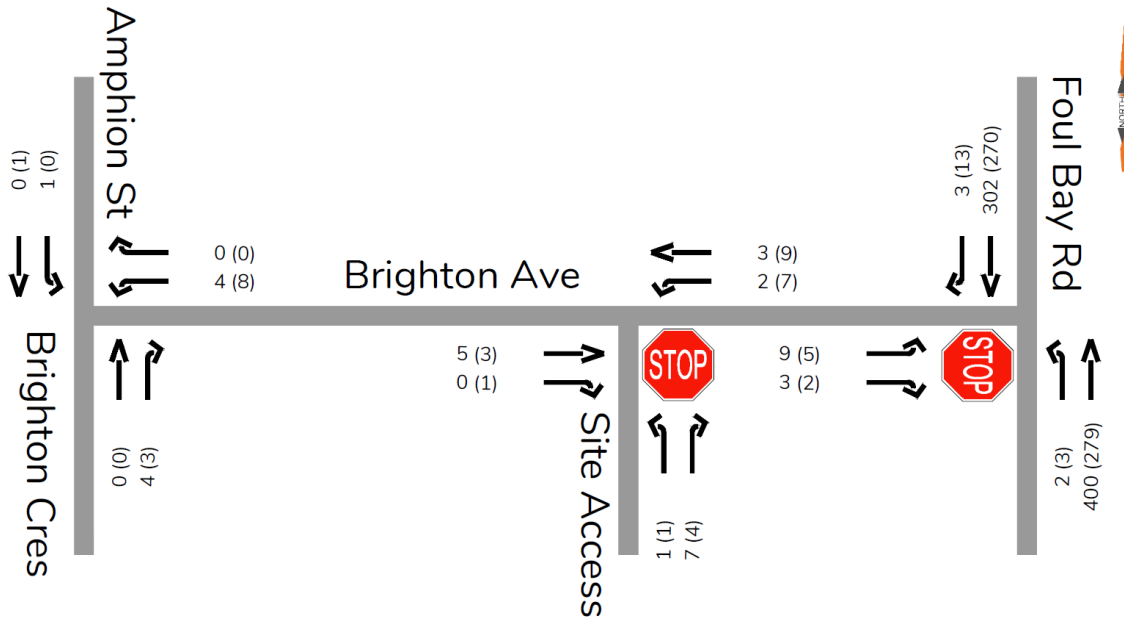 Amphion St
Foul Bay Rd
NORTH
0 (1)
1 (0)
3 (13)
302 (270)
0 (0)
4 (8)
Brighton Ave
3 (9)
2 (7)
Brighton Cres
5 (3)
0 (1)
STOP
9 (5)
3 (2)
STOP
Site Access
0 (0)
4 (3)
1 (1)
7 (4)
2 (3)
400 (279)